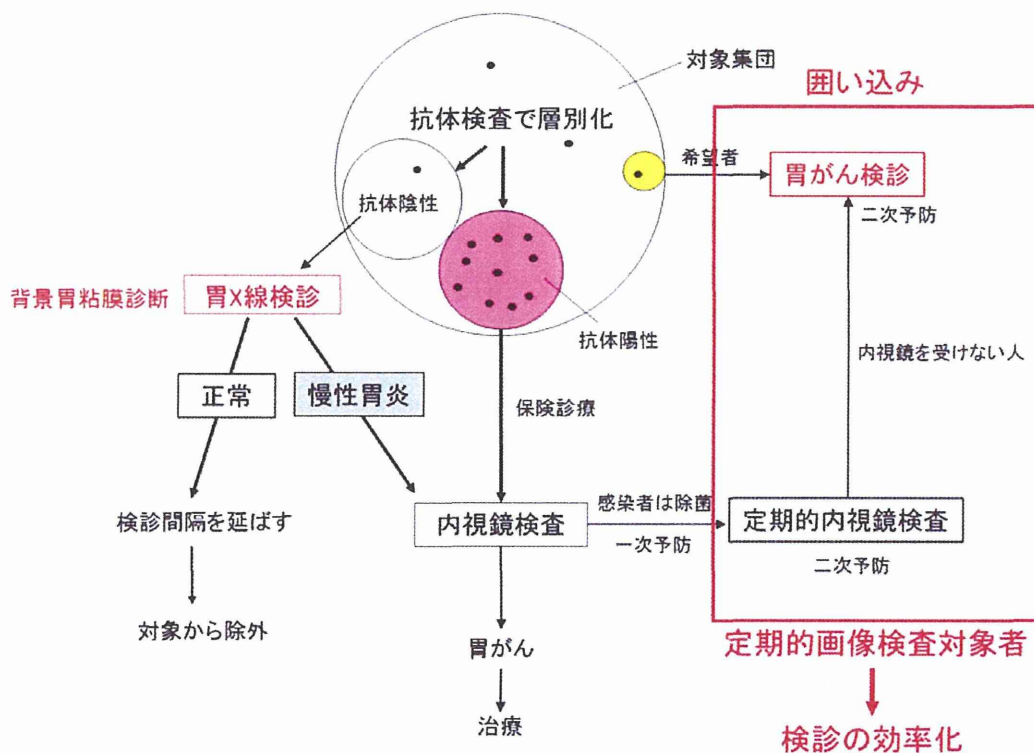 対象集団
囲い込み
抗体検査で層別化
希望者
胃がん検診
二次予防
抗体陰性
背景胃粘膜診断
胃X線検診
抗体陽性
内視鏡を受けない人
正常
慢性胃炎
保険診療
検診間隔を延ばす
内視鏡検査
感染者は除菌
一次予防
定期的内視鏡検査
二次予防
対象から除外
胃がん
定期的画像検査対象者
治療
検診の効率化